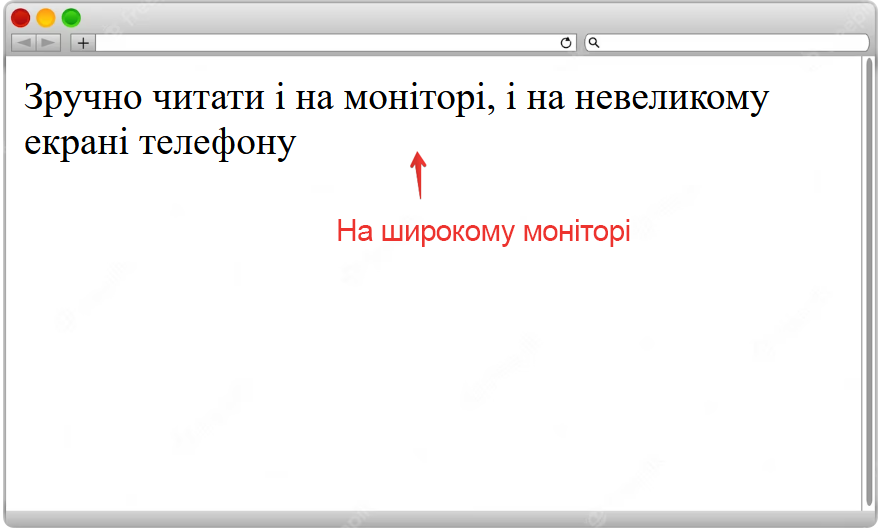 Зручно читати і на моніторі, і на невеликому
екрані телефону
На широкому моніторі